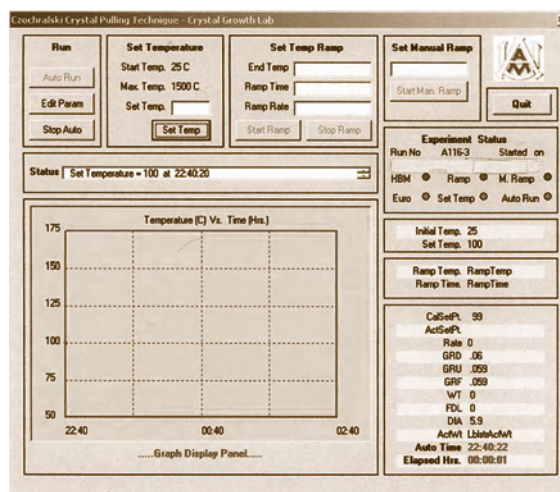 Czochralski Crystal Pulling Technique - Crystal Growth Lab
Run
Auto Run
Edit Param
Stop Auto
Set Temperature
Start Temp. 25 C
Max. Temp. 1500 C
Set Temp.
Set Temp
Set Temp Ramp
End Temp
Ramp Time
Ramp Rate
Start Ramp Stop Ramp
Set Manual Ramp
Start Man. Ramp
A
M
Quit
Status Set Temperature = 100 at 22:40:20
Experiment Status
Run No A116-3 Started on
HBM Ramp M. Ramp
Euro Set Temp Auto Run
Initial Temp. 25
Set Temp. 100
Ramp Temp. RampTemp
Ramp Time. RampTime
Temperature (C) Vs. Time (Hrs.)
175
150
125
100
75
50
22:40 00:40 02:40
.....Graph Display Panel.....
CalSetPt. 99
ActSetPt.
Rate 0
GRD .06
GRU .059
GRF .059
WT 0
FDL 0
DIA 5.9
ActWt LblstsActWt
Auto Time 22:40:22
Elapsed Hrs. 00:00:01